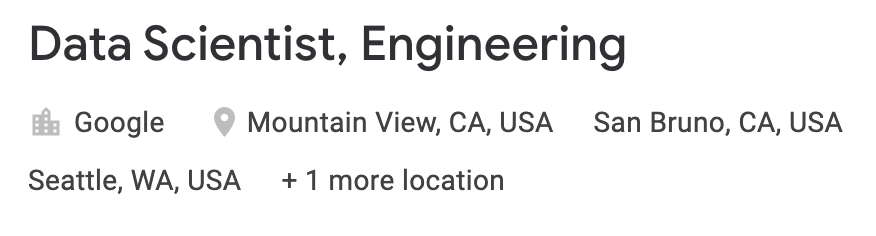 Data Scientist, Engineering
Google Mountain View, CA, USA San Bruno, CA, USA
Seattle, WA, USA + 1 more location